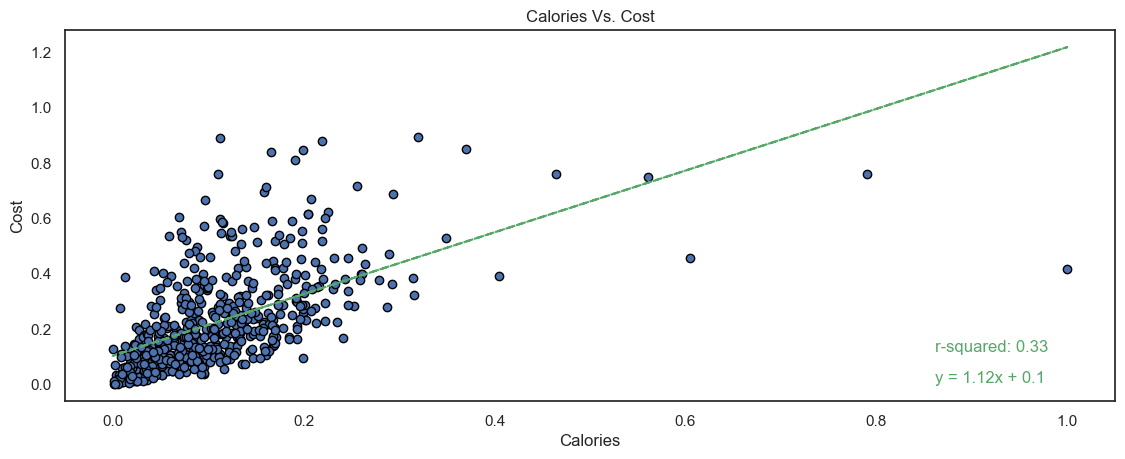 Calories Vs. Cost
1.2
1.0
0.8
0.6
0.4
0.2
0.0
Cost
r-squared: 0.33
y = 1.12x + 0.1
0.0 0.2 0.4 0.6 0.8 1.0
Calories